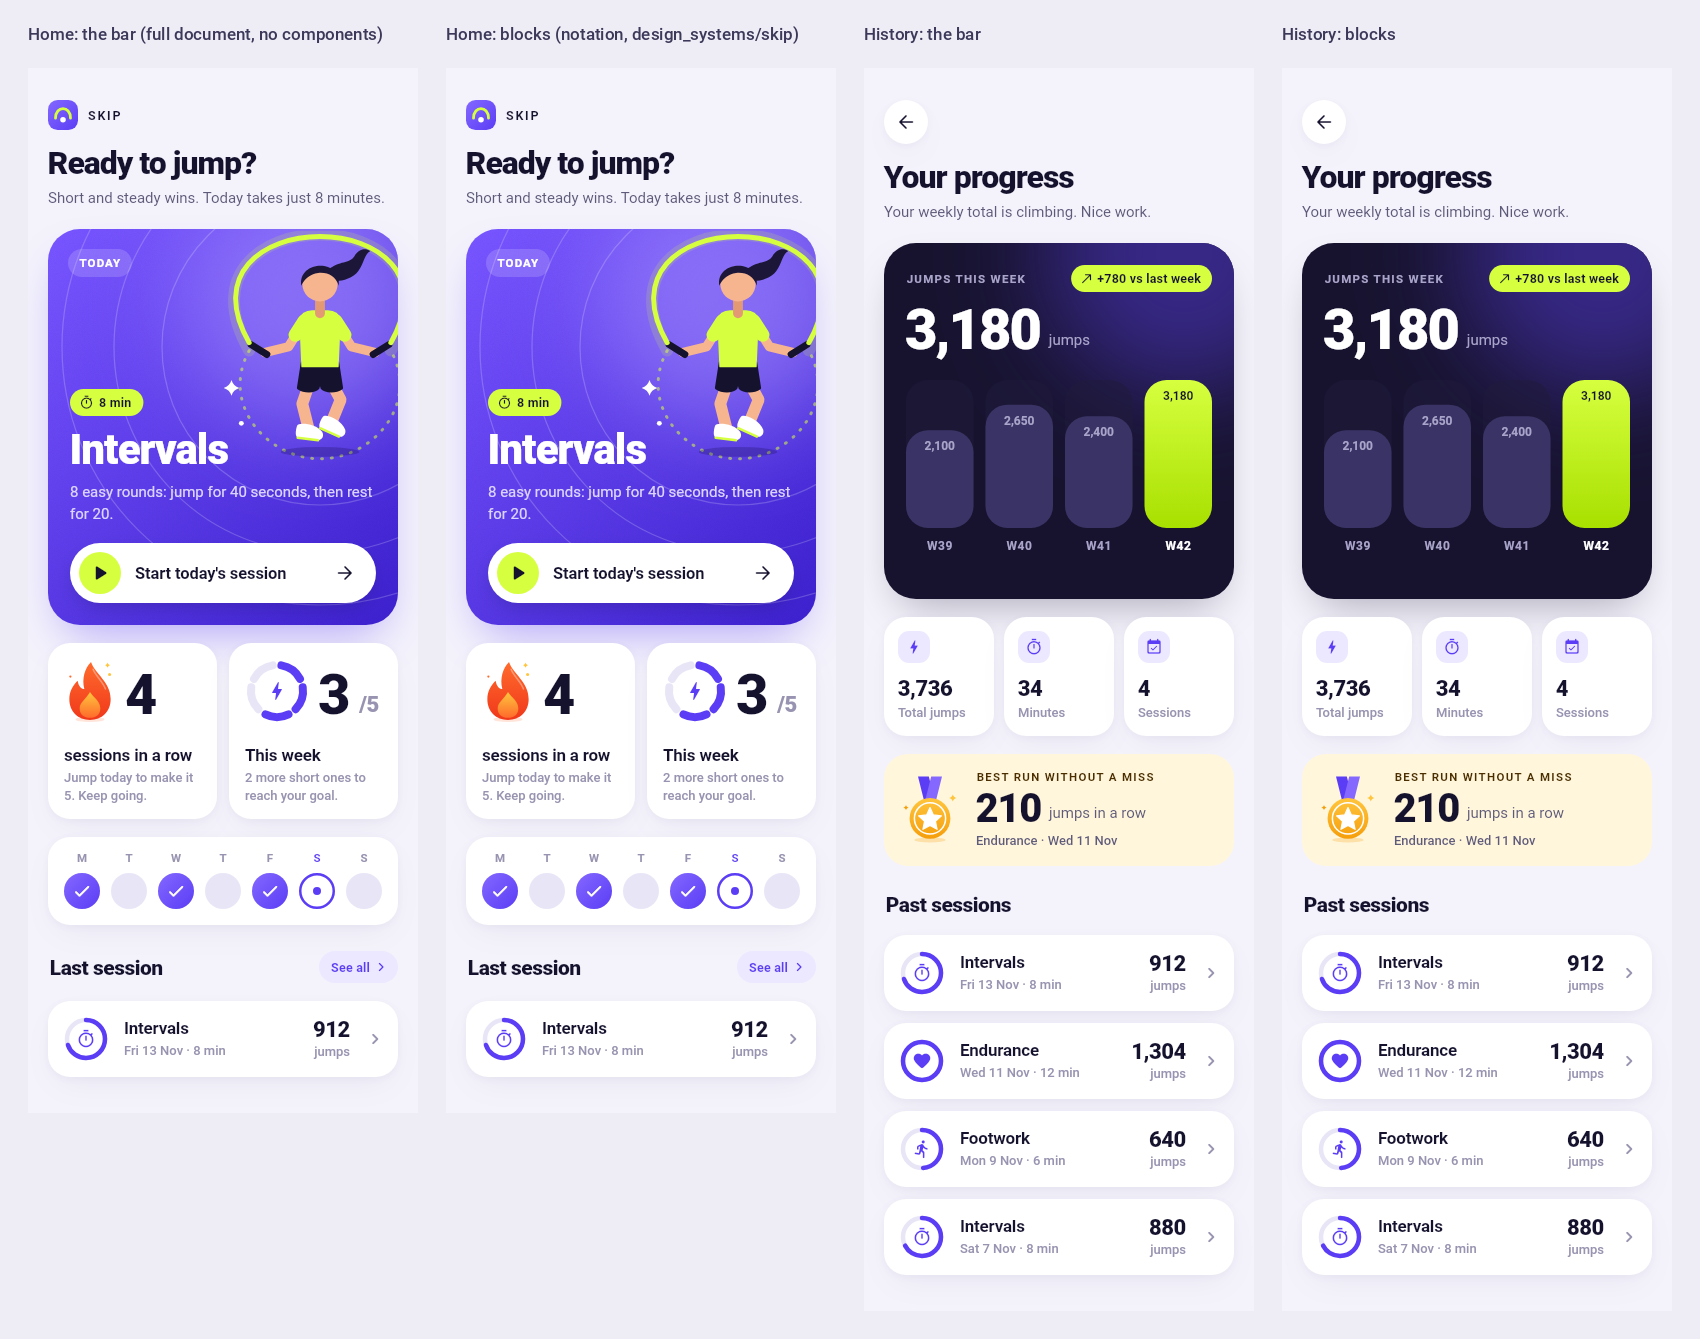 Home: the bar (full document, no components)
SKIP
Ready to jump?
Short and steady wins. Today takes just 8 minutes.
TODAY
8 min
Intervals
8 easy rounds: jump for 40 seconds, then rest
for 20.
Start today's session
4
sessions in a row
Jump today to make it
5. Keep going.
3 /5
This week
2 more short ones to
reach your goal.
M T W T F S S
Last session
See all
Intervals
Fri 13 Nov · 8 min
912
jumps
Home: blocks (notation, design_systems/skip)
SKIP
Ready to jump?
Short and steady wins. Today takes just 8 minutes.
TODAY
8 min
Intervals
8 easy rounds: jump for 40 seconds, then rest
for 20.
Start today's session
4
sessions in a row
Jump today to make it
5. Keep going.
3 /5
This week
2 more short ones to
reach your goal.
M T W T F S S
Last session
See all
Intervals
Fri 13 Nov · 8 min
912
jumps
History: the bar
Your progress
Your weekly total is climbing. Nice work.
JUMPS THIS WEEK
+780 vs last week
3,180 jumps
2,100
2,650
2,400
3,180
W39 W40 W41 W42
3,736
Total jumps
34
Minutes
4
Sessions
BEST RUN WITHOUT A MISS
210 jumps in a row
Endurance · Wed 11 Nov
Past sessions
Intervals
Fri 13 Nov · 8 min
912
jumps
Endurance
Wed 11 Nov · 12 min
1,304
jumps
Footwork
Mon 9 Nov · 6 min
640
jumps
Intervals
Sat 7 Nov · 8 min
880
jumps
History: blocks
Your progress
Your weekly total is climbing. Nice work.
JUMPS THIS WEEK
+780 vs last week
3,180 jumps
2,100
2,650
2,400
3,180
W39 W40 W41 W42
3,736
Total jumps
34
Minutes
4
Sessions
BEST RUN WITHOUT A MISS
210 jumps in a row
Endurance · Wed 11 Nov
Past sessions
Intervals
Fri 13 Nov · 8 min
912
jumps
Endurance
Wed 11 Nov · 12 min
1,304
jumps
Footwork
Mon 9 Nov · 6 min
640
jumps
Intervals
Sat 7 Nov · 8 min
880
jumps